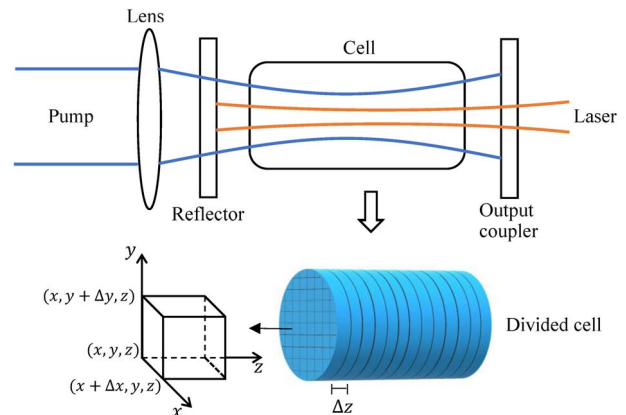 Lens
Cell
Pump
Laser
Reflector
Output
coupler
y
(x, y + Δy, z)
(x, y, z)
z
(x + Δx, y, z)
x
Divided cell
Δz